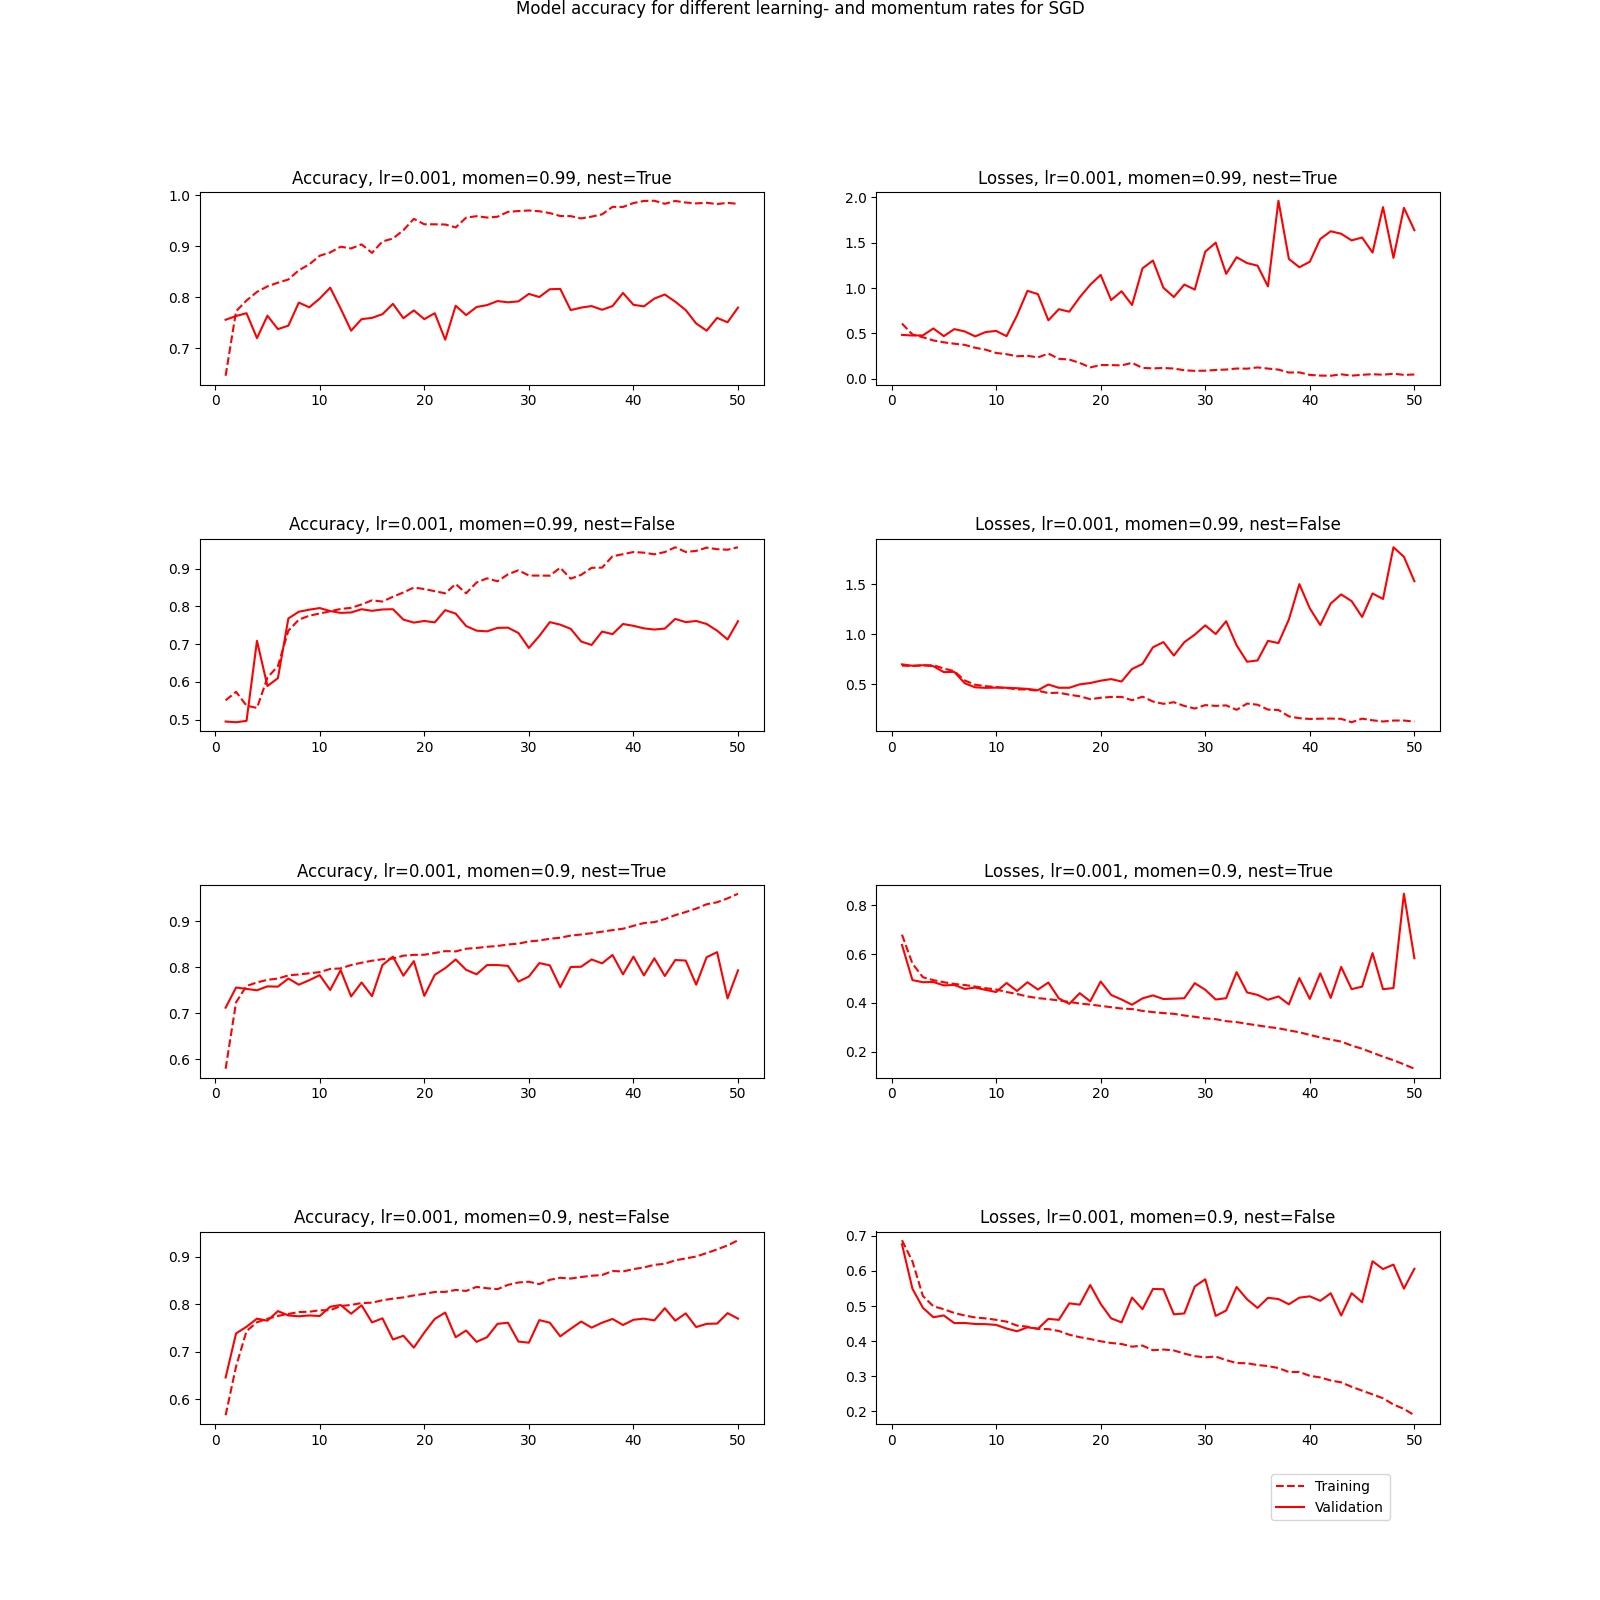 Model accuracy for different learning- and momentum rates for SGD
Accuracy, lr=0.001, momen=0.99, nest=True
1.0
0.9
0.8
0.7
0 10 20 30 40 50
Losses, lr=0.001, momen=0.99, nest=True
2.0
1.5
1.0
0.5
0.0
0 10 20 30 40 50
Accuracy, lr=0.001, momen=0.99, nest=False
0.9
0.8
0.7
0.6
0.5
0 10 20 30 40 50
Losses, lr=0.001, momen=0.99, nest=False
1.5
1.0
0.5
0 10 20 30 40 50
Accuracy, lr=0.001, momen=0.9, nest=True
0.9
0.8
0.7
0.6
0 10 20 30 40 50
Losses, lr=0.001, momen=0.9, nest=True
0.8
0.6
0.4
0.2
0 10 20 30 40 50
Accuracy, lr=0.001, momen=0.9, nest=False
0.9
0.8
0.7
0.6
0 10 20 30 40 50
Losses, lr=0.001, momen=0.9, nest=False
0.7
0.6
0.5
0.4
0.3
0.2
0 10 20 30 40 50
Training
Validation